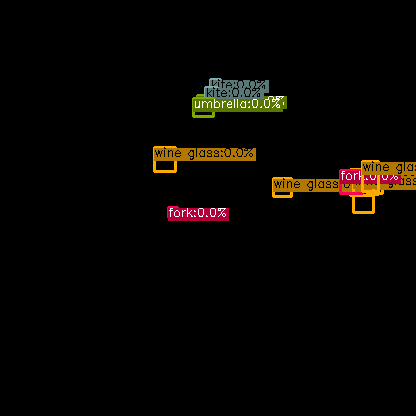 kite:0.0%
kite:0.0%
umbrella:0.0%
wine glass:0.0%
wine glas
fork:0.0%
wine glass
fork:0.0%